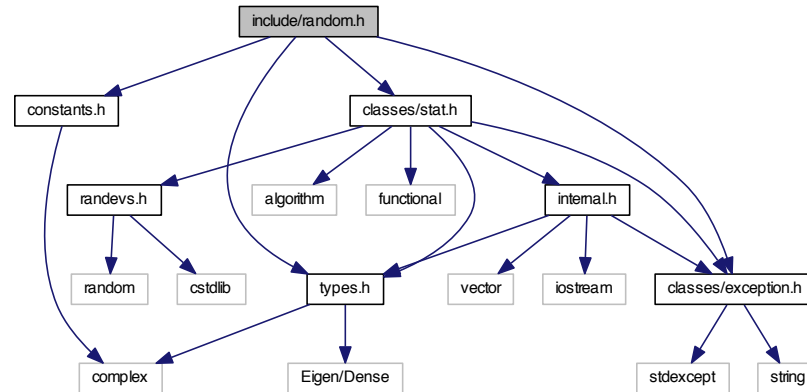 include/random.h
constants.h
classes/stat.h
randevs.h
algorithm
functional
internal.h
random
cstdlib
types.h
vector
iostream
classes/exception.h
complex
Eigen/Dense
stdexcept
string